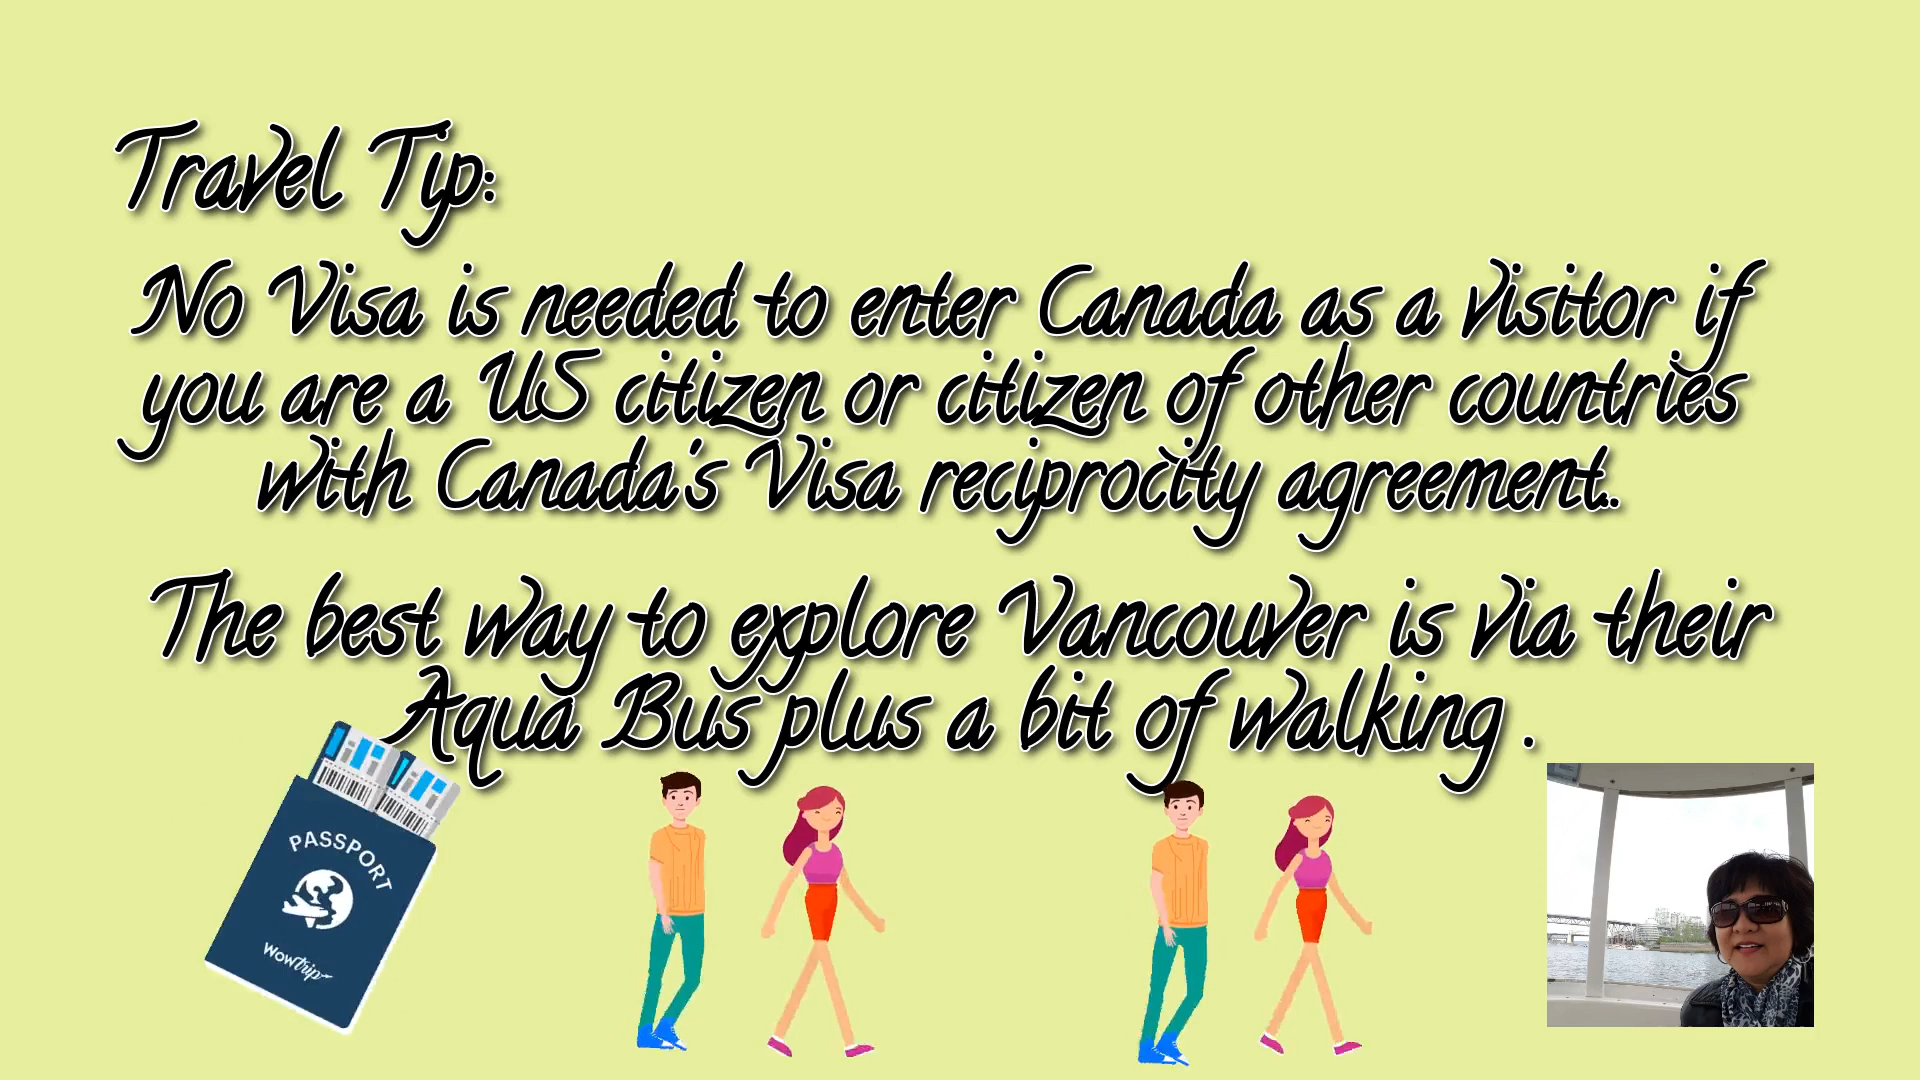 Travel Tip:
No Visa is needed to enter Canada as a visitor if
you are a US citizen or citizen of other countries
with Canada's Visa reciprocity agreement.
The best way to explore Vancouver is via their
Aqua Bus plus a bit of walking .
PASSPORT
wowtrip